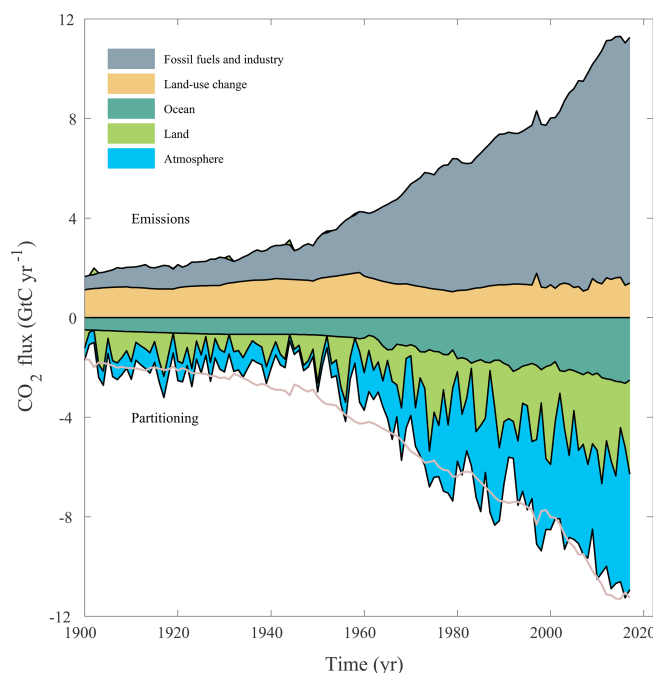 12
8
4
0
-4
-8
-12
CO2 flux (GtC yr-1)
Fossil fuels and industry
Land-use change
Ocean
Land
Atmosphere
Emissions
Partitioning
1900 1920 1940 1960 1980 2000 2020
Time (yr)